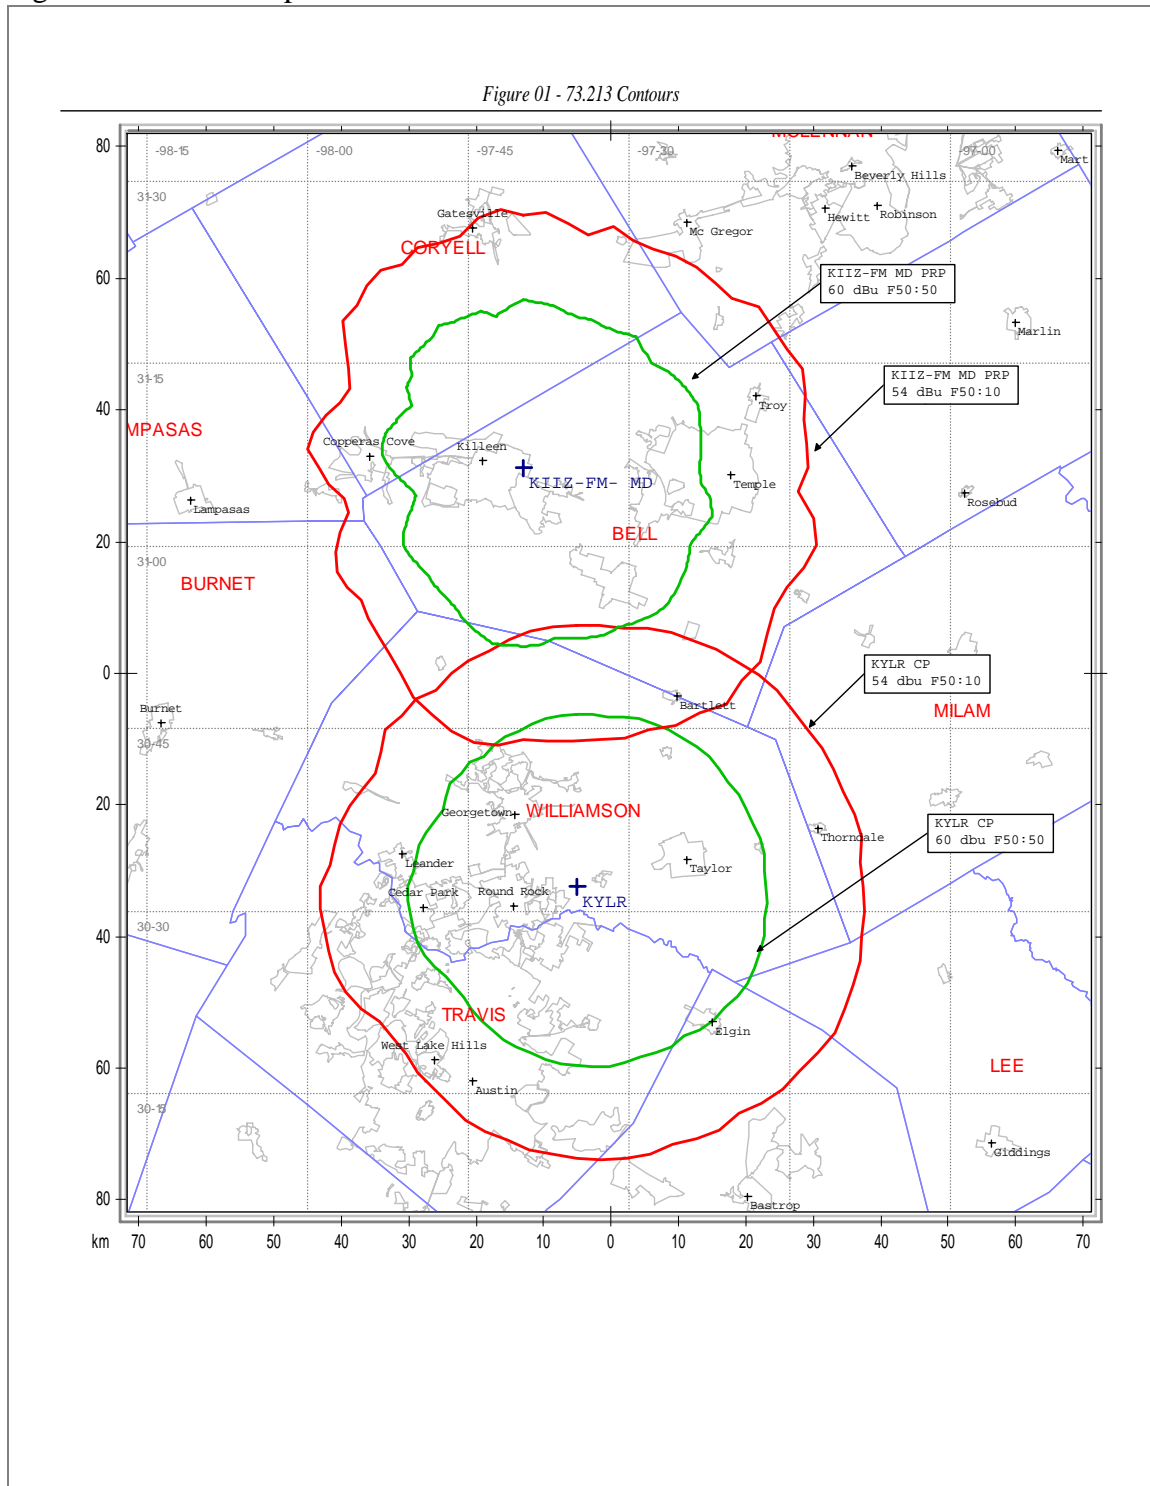 Figure 01 - 73.213 Contours
80
-98-15
-98-00
-97-45
-97-30
-97-00
MCLENNAN
Mart
Beverly Hills
31-30
Gatesville
Hewitt
Robinson
Mc Gregor
CORYELL
60
KIIZ-FM MD PRP
60 dBu F50:50
Marlin
31-15
KIIZ-FM MD PRP
54 dBu F50:10
40
Troy
MPASAS
Copperas Cove
Killeen
KIIZ-FM- MD
Temple
Lampasas
Rosebud
20
BELL
31-00
BURNET
0
KYLR CP
54 dbu F50:10
Burnet
Bartlett
MILAM
30-45
20
Georgetown
WILLIAMSON
KYLR CP
60 dbu F50:50
Thorndale
Leander
Taylor
Cedar Park
Round Rock
KYLR
30-30
40
TRAVIS
Elgin
West Lake Hills
60
LEE
Austin
30-15
Giddings
80
Bastrop
km
70
60
50
40
30
20
10
0
10
20
30
40
50
60
70